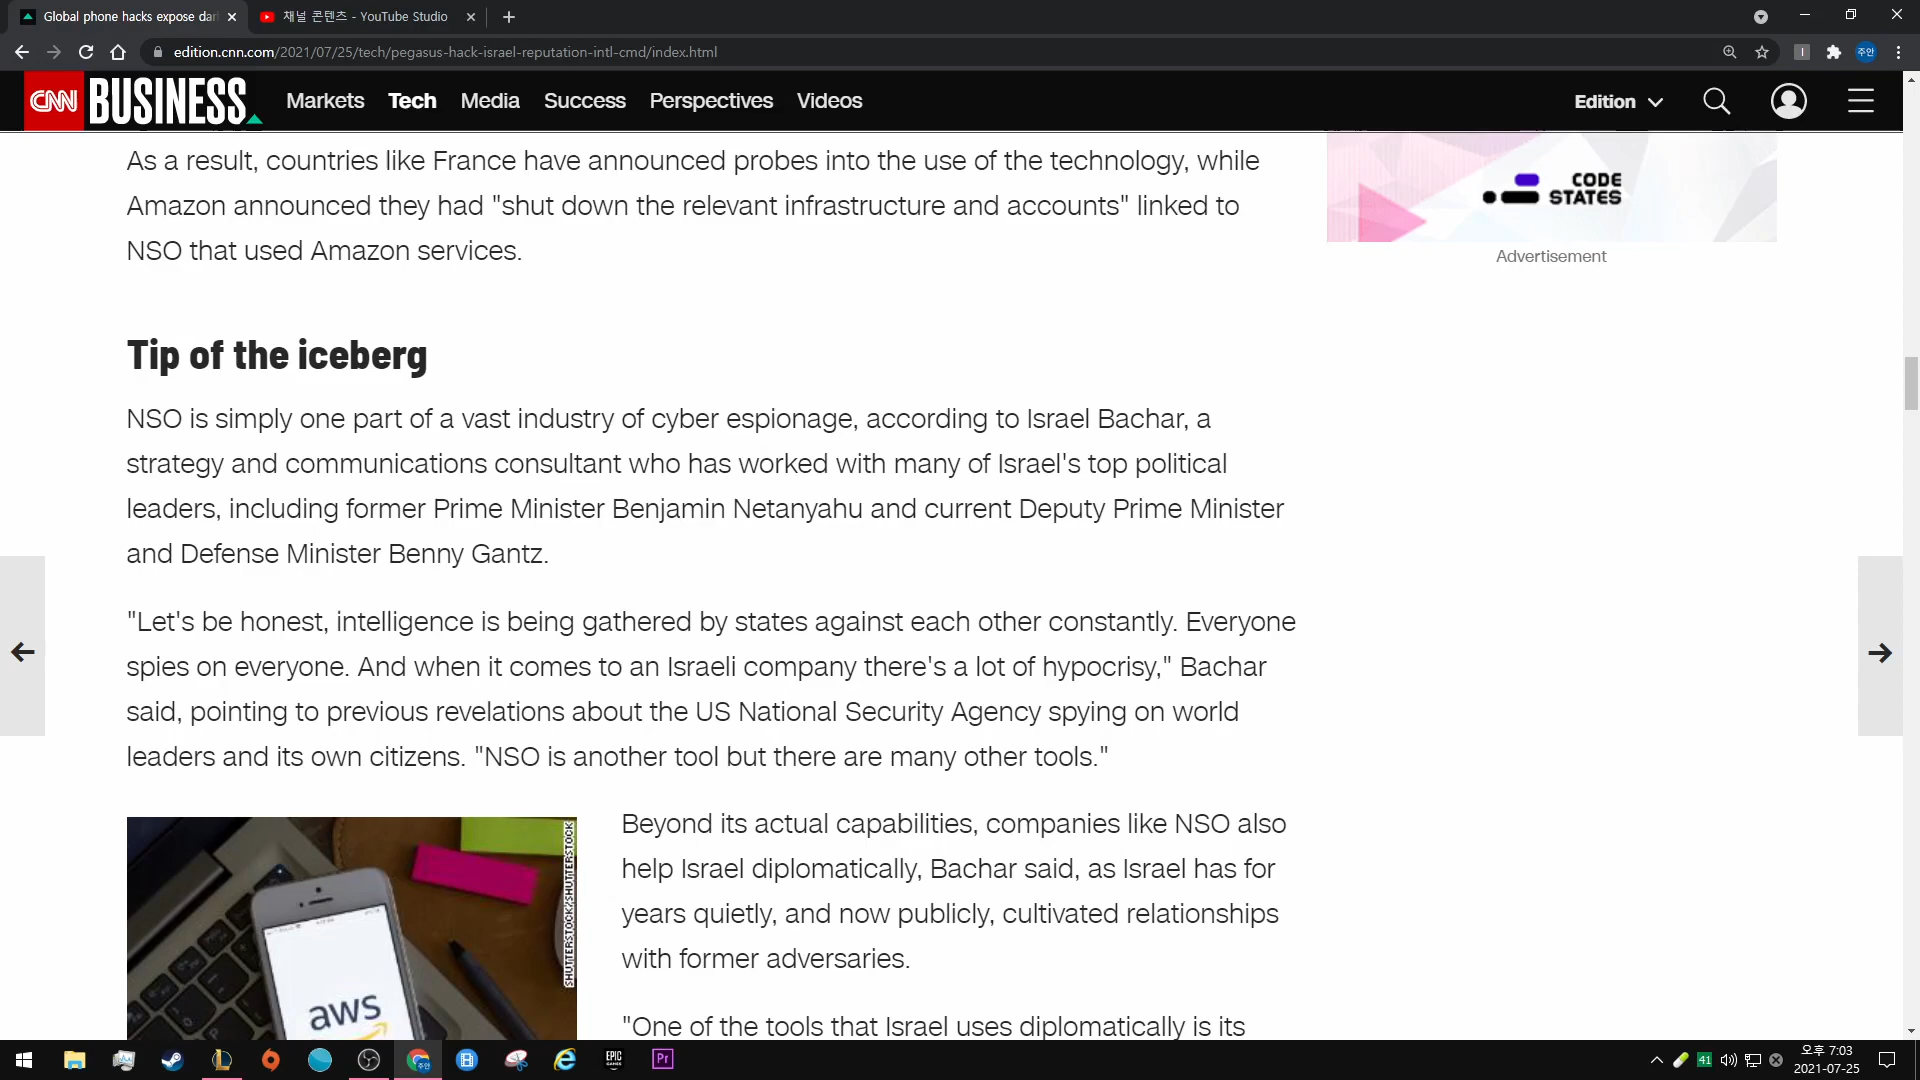 Global phone hacks expose dar
채널 콘텐츠 - YouTube Studio
edition.cnn.com/2021/07/25/tech/pegasus-hack-israel-reputation-intl-cmd/index.html
주안
CNN BUSINESS
Markets Tech Media Success Perspectives Videos
Edition
As a result, countries like France have announced probes into the use of the technology, while
Amazon announced they had "shut down the relevant infrastructure and accounts" linked to
NSO that used Amazon services.
CODE
STATES
Advertisement
Tip of the iceberg
NSO is simply one part of a vast industry of cyber espionage, according to Israel Bachar, a
strategy and communications consultant who has worked with many of Israel's top political
leaders, including former Prime Minister Benjamin Netanyahu and current Deputy Prime Minister
and Defense Minister Benny Gantz.
"Let's be honest, intelligence is being gathered by states against each other constantly. Everyone
spies on everyone. And when it comes to an Israeli company there's a lot of hypocrisy," Bachar
said, pointing to previous revelations about the US National Security Agency spying on world
leaders and its own citizens. "NSO is another tool but there are many other tools."
SHUTTERSTOCK/SHUTTERSTOCK
aws
Beyond its actual capabilities, companies like NSO also
help Israel diplomatically, Bachar said, as Israel has for
years quietly, and now publicly, cultivated relationships
with former adversaries.
"One of the tools that Israel uses diplomatically is its
주안
EPIC
GAMES
Pr
41
오후 7:03
2021-07-25